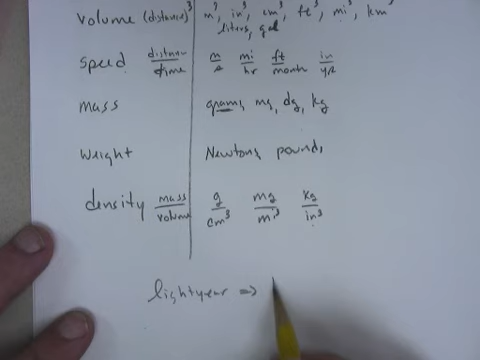 volume (distance)³ m³, in³, cm³, ft³, mi³, km³
liters, gal
speed distance/time m/s mi/hr ft/month in/yr
mass grams, mg, dg, kg
weight Newtons, pounds,
density mass/volume g/cm³ mg/mi³ kg/in³
lightyear ⇒